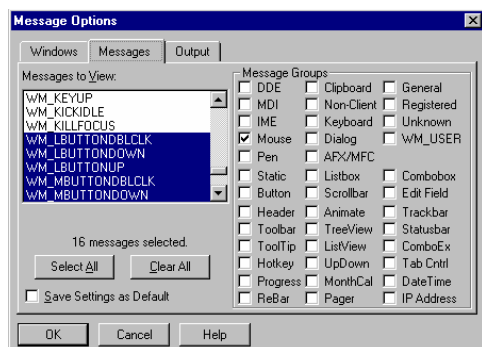 Message Options
Windows Messages Output
Messages to View:
WM_KEYUP
WM_KICKIDLE
WM_KILLFOCUS
WM_LBUTTONDBLCLK
WM_LBUTTONDOWN
WM_LBUTTONUP
WM_MBUTTONDBLCLK
WM_MBUTTONDOWN
16 messages selected.
Select All Clear All
Save Settings as Default
Message Groups
DDE Clipboard General
MDI Non-Client Registered
IME Keyboard Unknown
Mouse Dialog WM_USER
Pen AFX/MFC
Static Listbox Combobox
Button Scrollbar Edit Field
Header Animate Trackbar
Toolbar TreeView Statusbar
ToolTip ListView ComboEx
Hotkey UpDown Tab Cntrl
Progress MonthCal DateTime
ReBar Pager IP Address
OK Cancel Help